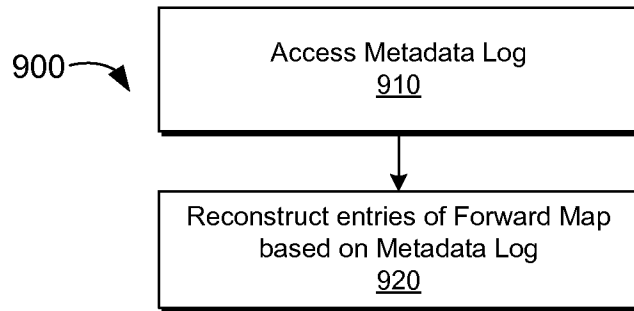 900
Access Metadata Log
910
Reconstruct entries of Forward Map
based on Metadata Log
920